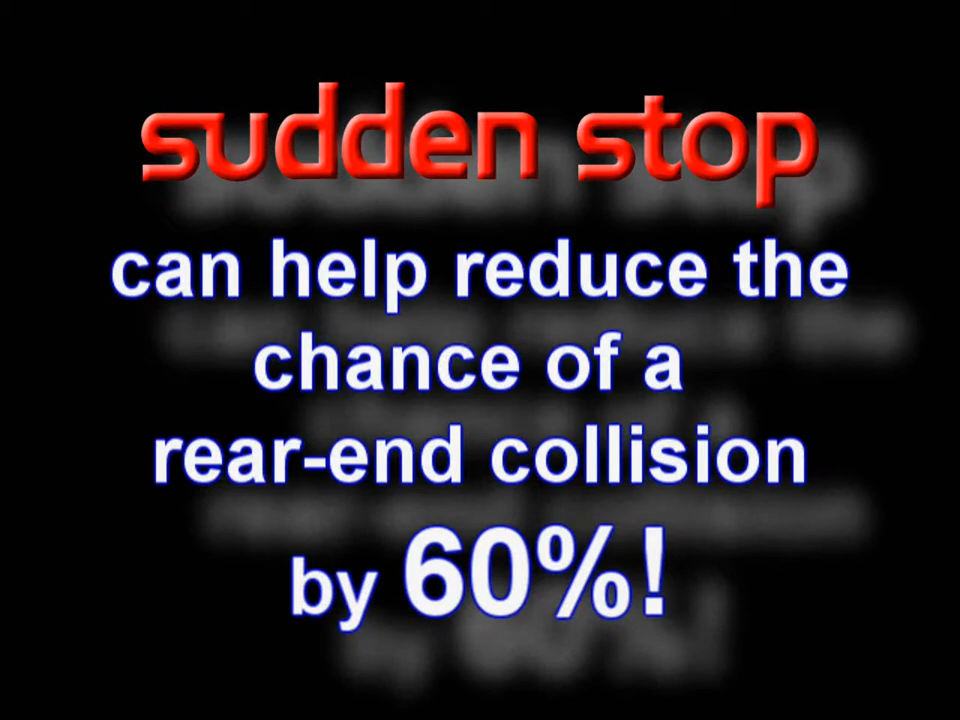 sudden stop
can help reduce the
chance of a
rear-end collision
by 60%!